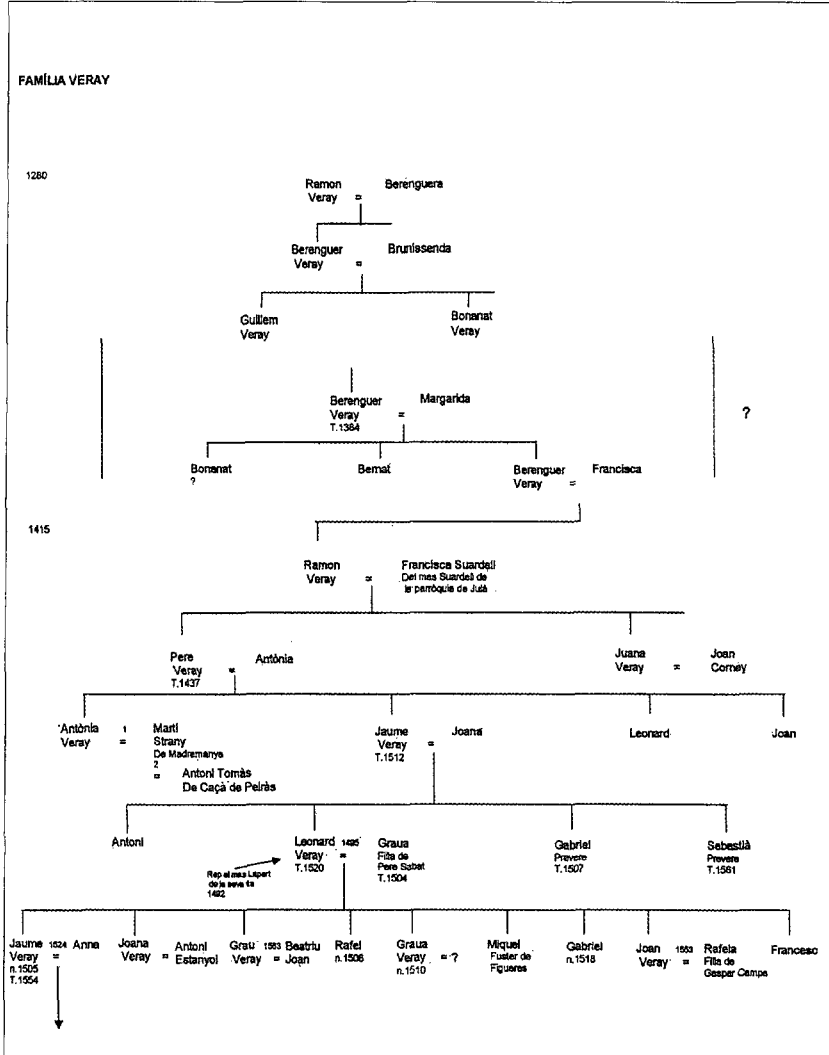 FAMÍLIA VERAY
1280
Ramon Berenguera
Veray =
Berenguer Brunissenda
Veray =
Guillem Bonanat
Veray Veray
Berenguer Margarida
Veray =
T.1384
?
Bonanat Bernat Berenguer Francisca
? Veray =
1415
Ramon Francisca Suardell
Veray = Del mas Suardell de
la parròquia de Juià
Pere Antònia Juana Joan
Veray = Veray = Corney
T.1437
Antònia 1 Martí Jaume Joana Leonard Joan
Veray = Strany Veray =
De Madremanya T.1512
2
= Antoni Tomàs
De Caçà de Pelràs
Antoni Leonard 1495 Graua Gabriel Sebastià
Veray = Filla de Prevere Prevere
T.1520 Pere Sabat T.1507 T.1561
T.1504
Rep el mas Lapart
de la seva tia
1492
Jaume 1524 Anna Joana Antoni Grau 1553 Beatriu Rafel Graua Miquel Gabriel Joan 1553 Rafela Francesc
Veray = Veray = Estanyol Veray = Joan n.1506 Veray = ? Fuster de n.1518 Veray = Filla de
n.1505 n.1510 Figueres Gaspar Camps
T.1554